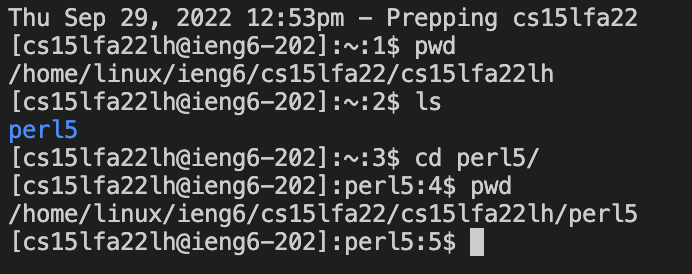 Thu Sep 29, 2022 12:53pm - Prepping cs15lfa22
[cs15lfa22lh@ieng6-202]:~:1$ pwd
/home/linux/ieng6/cs15lfa22/cs15lfa22lh
[cs15lfa22lh@ieng6-202]:~:2$ ls
perl5
[cs15lfa22lh@ieng6-202]:~:3$ cd perl5/
[cs15lfa22lh@ieng6-202]:perl5:4$ pwd
/home/linux/ieng6/cs15lfa22/cs15lfa22lh/perl5
[cs15lfa22lh@ieng6-202]:perl5:5$